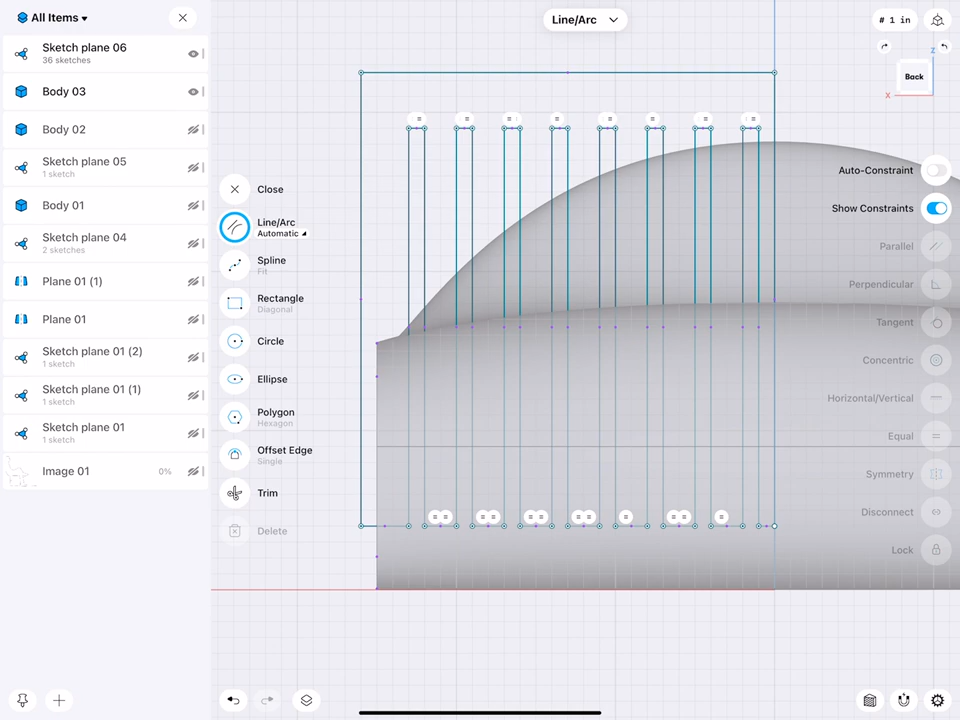 All Items
Line/Arc
# 1 in
Sketch plane 06
36 sketches
Body 03
Body 02
Sketch plane 05
1 sketch
Body 01
Sketch plane 04
2 sketches
Plane 01 (1)
Plane 01
Sketch plane 01 (2)
1 sketch
Sketch plane 01 (1)
1 sketch
Sketch plane 01
1 sketch
Image 01
0%
Close
Line/Arc
Automatic
Spline
Fit
Rectangle
Diagonal
Circle
Ellipse
Polygon
Hexagon
Offset Edge
Single
Trim
Delete
Z
Back
X
Auto-Constraint
Show Constraints
Parallel
Perpendicular
Tangent
Concentric
Horizontal/Vertical
Equal
Symmetry
Disconnect
Lock